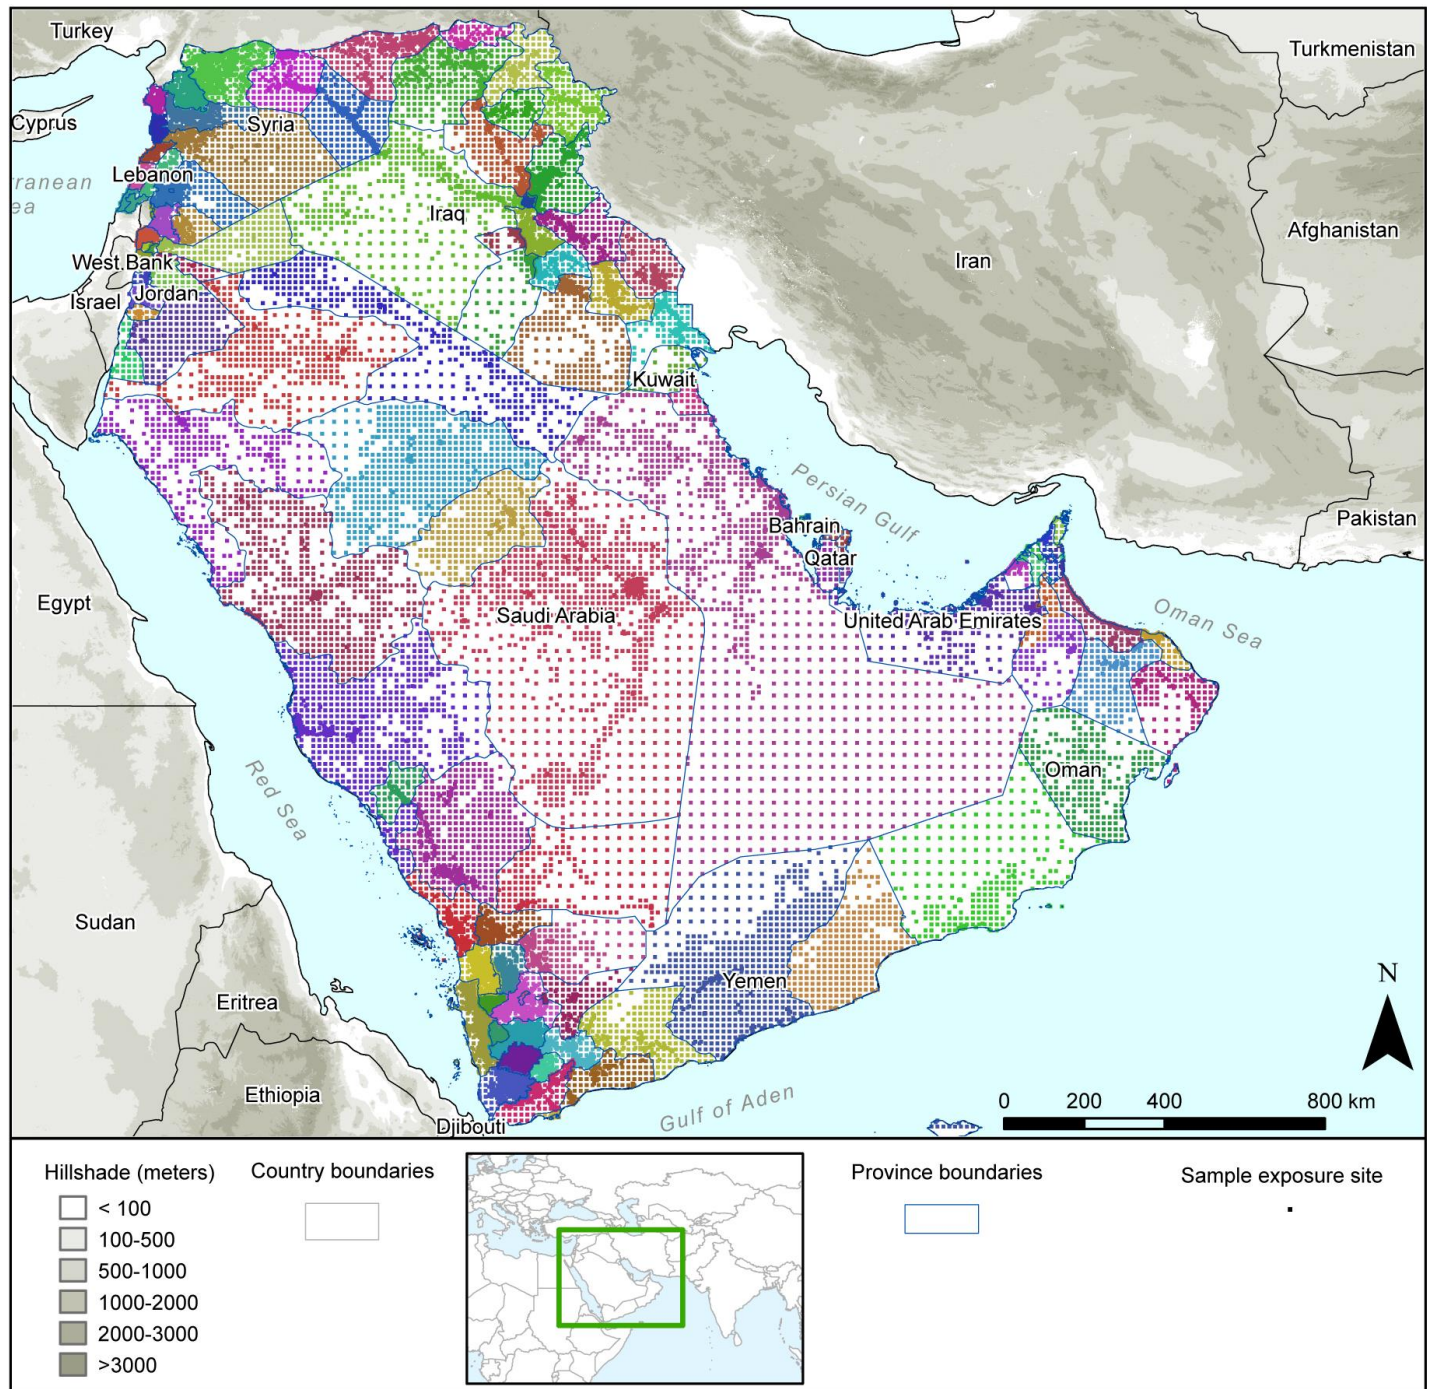 Turkey
Turkmenistan
Cyprus
Syria
Lebanon
rranean
ea
Iraq
Afghanistan
West Bank
Iran
Israel
Jordan
Kuwait
Persian Gulf
Bahrain
Pakistan
Qatar
Egypt
Saudi Arabia
United Arab Emirates
Oman Sea
Oman
Red Sea
Sudan
Yemen
Eritrea
N
Ethiopia
Gulf of Aden
0 200 400 800 km
Djibouti
Hillshade (meters)
< 100
100-500
500-1000
1000-2000
2000-3000
>3000
Country boundaries
Province boundaries
Sample exposure site